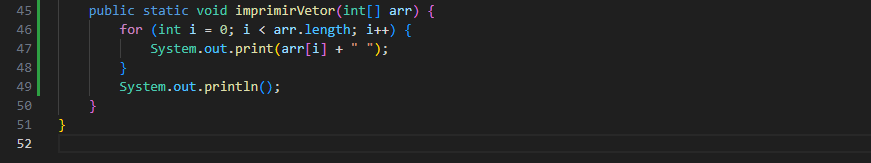 45 public static void imprimirVetor(int[] arr) {
46 for (int i = 0; i < arr.length; i++) {
47 System.out.print(arr[i] + " ");
48 }
49 System.out.println();
50 }
51 }
52